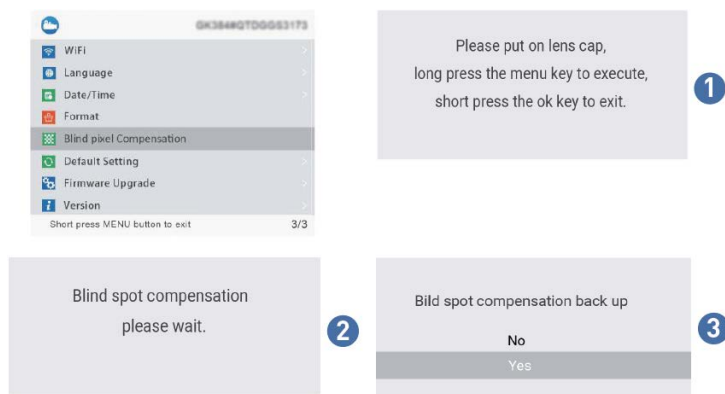 WiFi
Language
Date/Time
Format
Blind pixel Compensation
Default Setting
Firmware Upgrade
Version
Short press MENU button to exit 3/3
Please put on lens cap,
long press the menu key to execute,
short press the ok key to exit.
1
Blind spot compensation
please wait.
2
Bild spot compensation back up
No
Yes
3